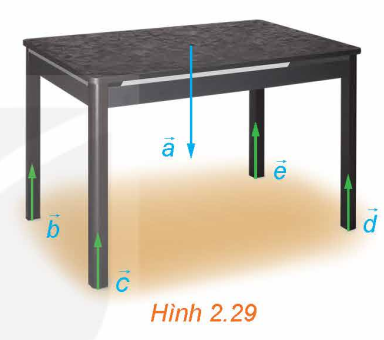 a⃗
e⃗
b⃗
d⃗
c⃗
Hình 2.29